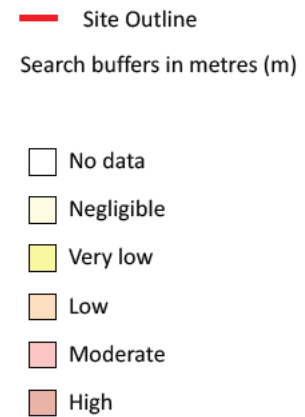 Site Outline
Search buffers in metres (m)
No data
Negligible
Very low
Low
Moderate
High